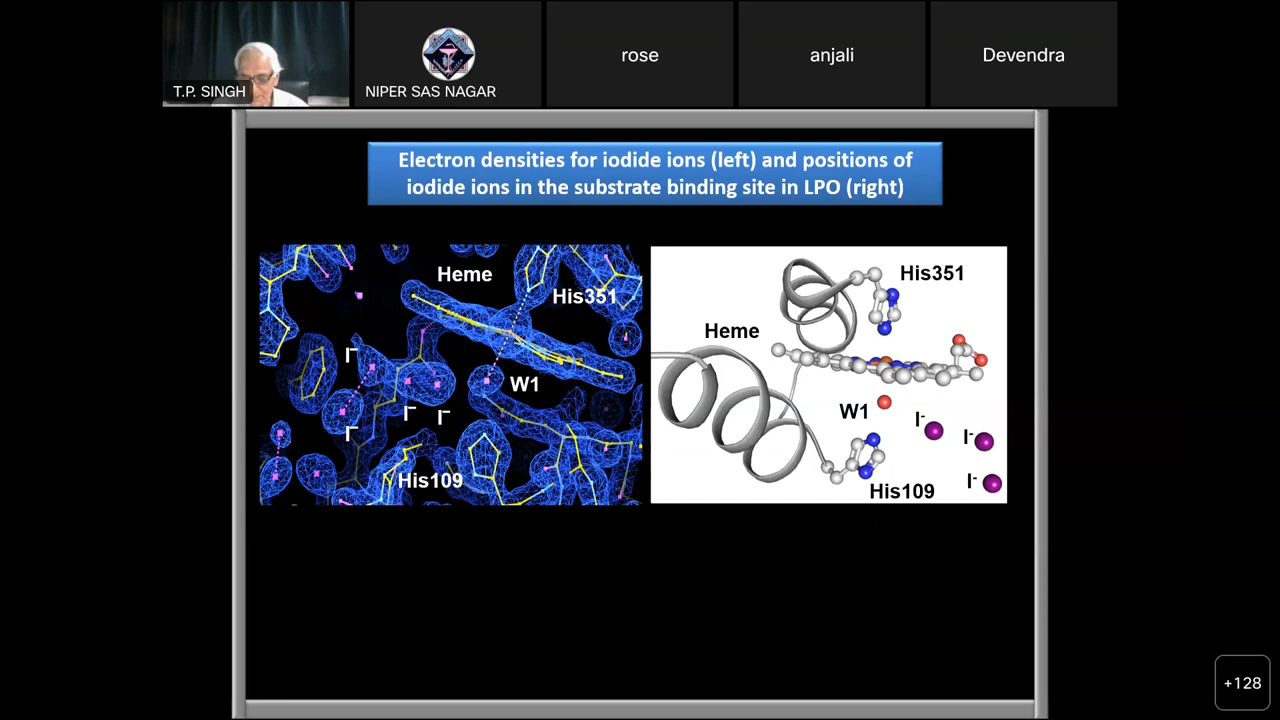 T.P. SINGH
NIPER SAS NAGAR
rose
anjali
Devendra
Electron densities for iodide ions (left) and positions of
iodide ions in the substrate binding site in LPO (right)
Heme
His351
I⁻
W1
I⁻
I⁻
I⁻
His109
His351
Heme
W1
I⁻
I⁻
I⁻
His109
+128